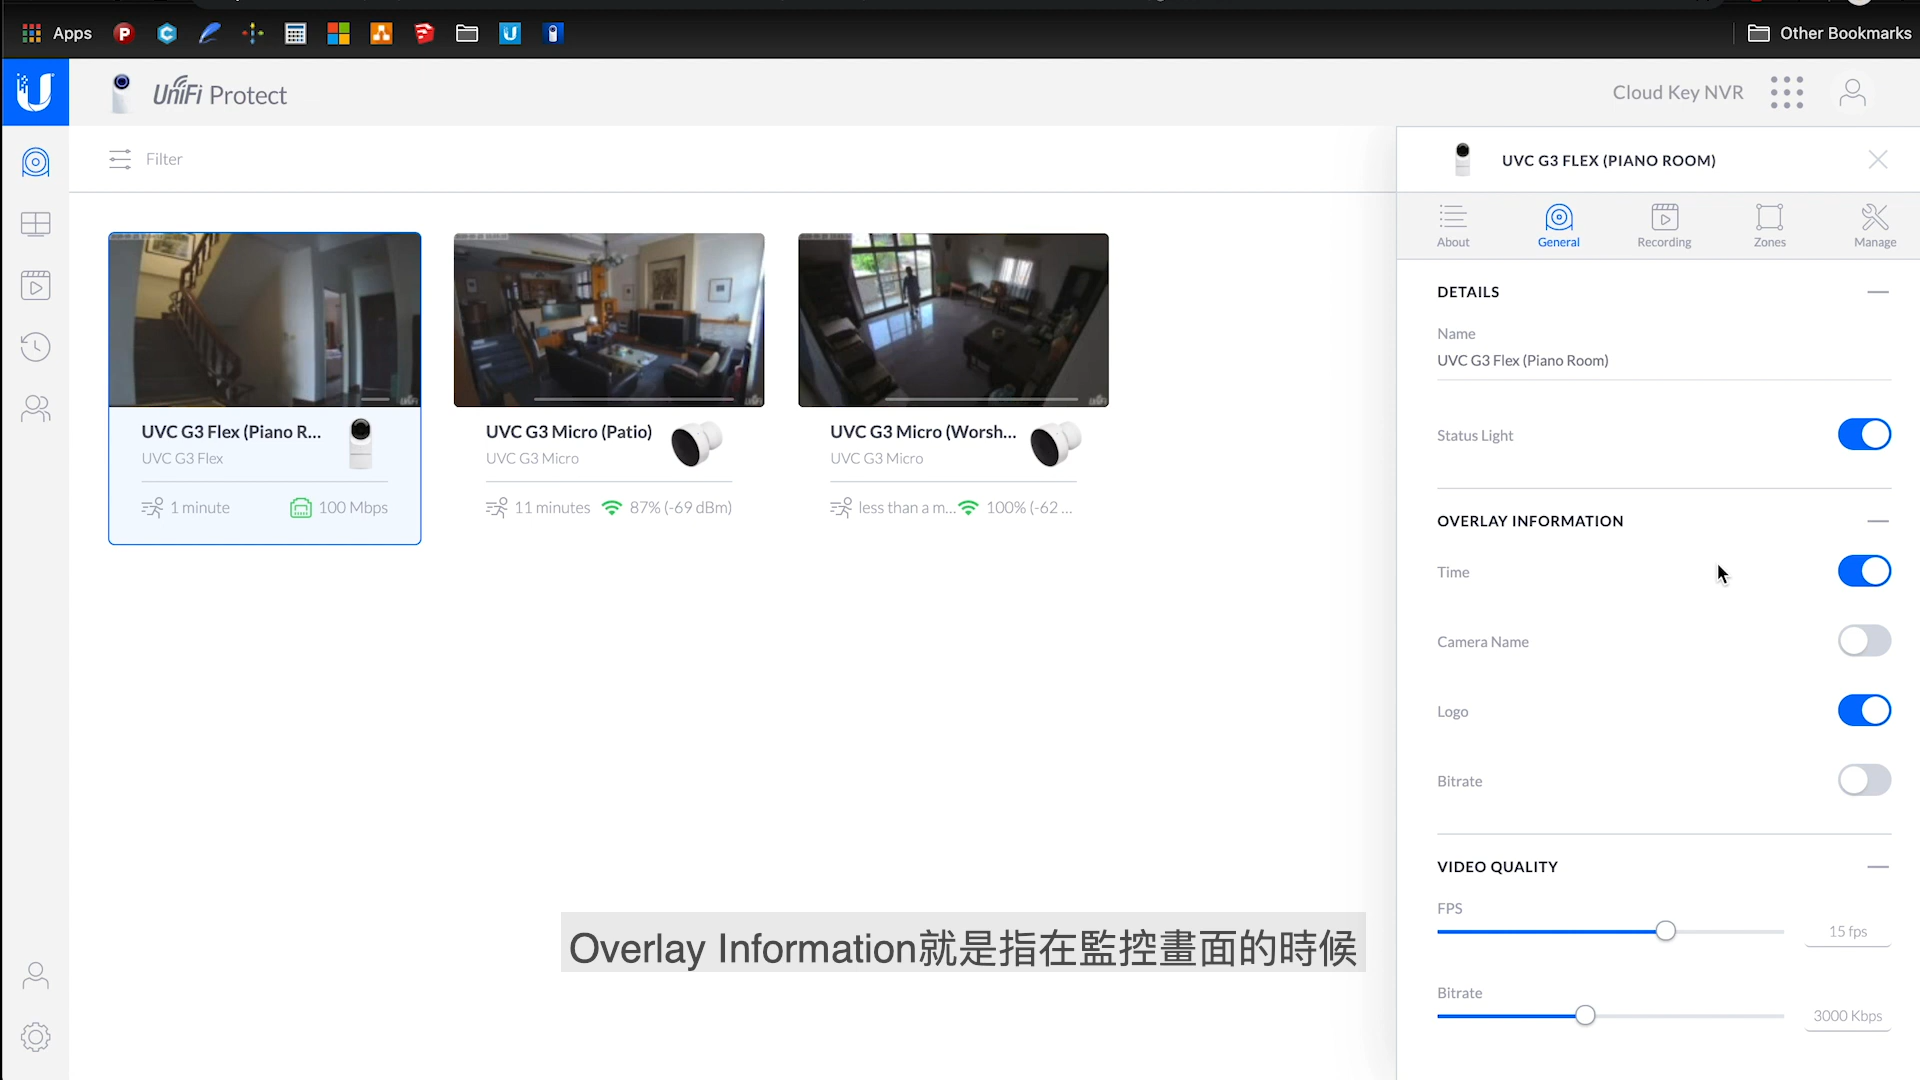 Apps
Other Bookmarks
UniFi Protect
Cloud Key NVR
Filter
UVC G3 FLEX (PIANO ROOM)
About
General
Recording
Zones
Manage
DETAILS
Name
UVC G3 Flex (Piano Room)
Status Light
OVERLAY INFORMATION
Time
Camera Name
Logo
Bitrate
VIDEO QUALITY
FPS
15 fps
Bitrate
3000 Kbps
UVC G3 Flex (Piano R...
UVC G3 Flex
1 minute
100 Mbps
UVC G3 Micro (Patio)
UVC G3 Micro
11 minutes
87% (-69 dBm)
UVC G3 Micro (Worsh...
UVC G3 Micro
less than a m...
100% (-62 ...
Overlay Information就是指在監控畫面的時候